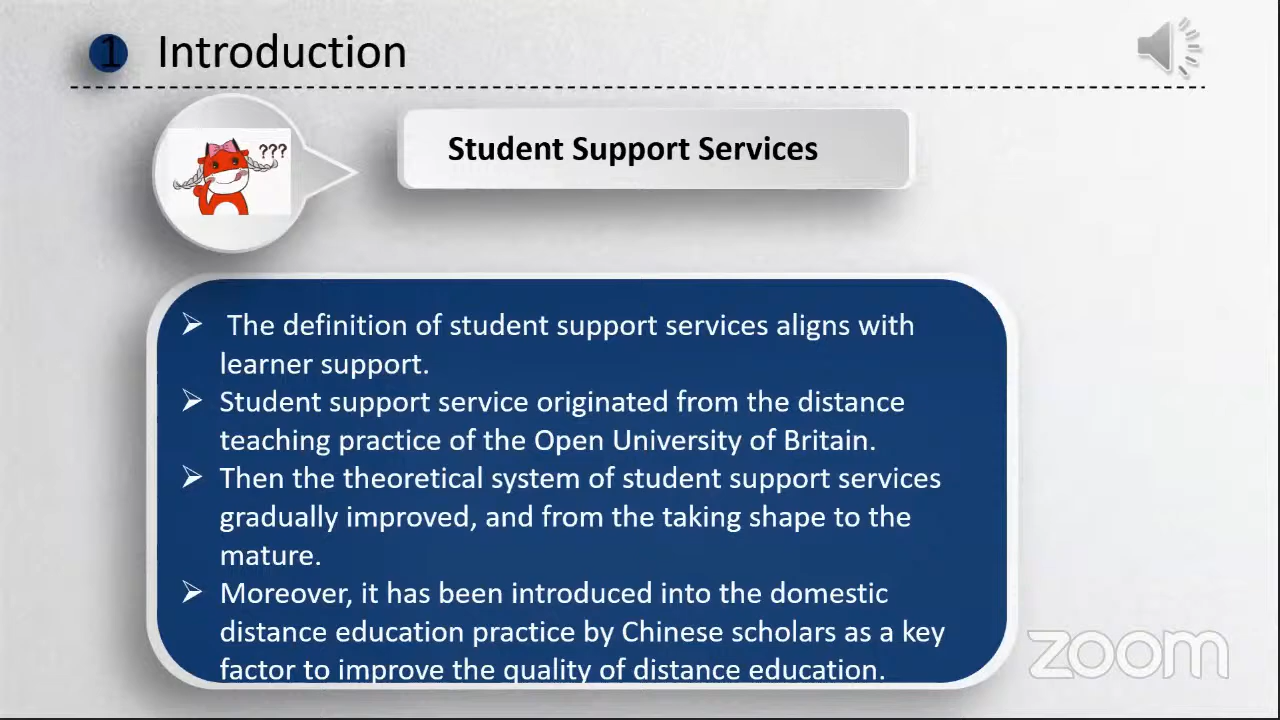 1 Introduction
???
Student Support Services
➢ The definition of student support services aligns with
learner support.
➢ Student support service originated from the distance
teaching practice of the Open University of Britain.
➢ Then the theoretical system of student support services
gradually improved, and from the taking shape to the
mature.
➢ Moreover, it has been introduced into the domestic
distance education practice by Chinese scholars as a key
factor to improve the quality of distance education.
zoom